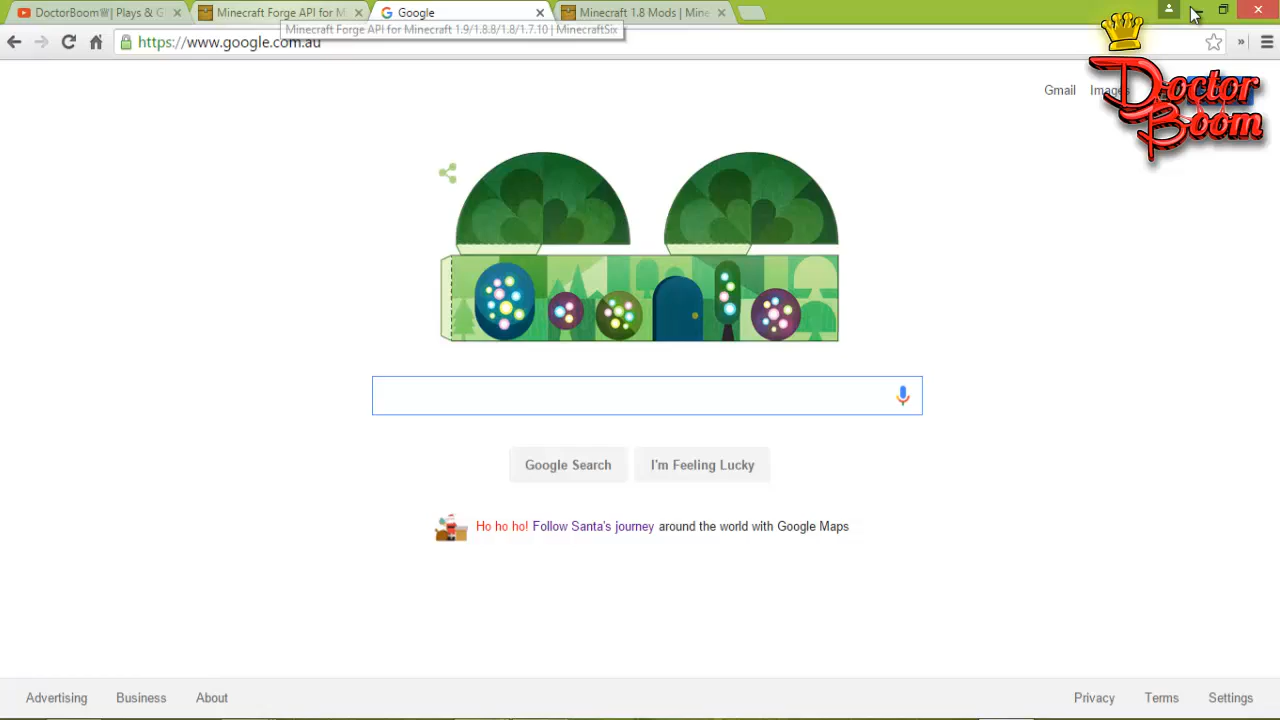 DoctorBoom | Plays & G
Minecraft Forge API for M
Google
Minecraft 1.8 Mods | Mine
Minecraft Forge API for Minecraft 1.9/1.8.8/1.8/1.7.10 | MinecraftSix
https://www.google.com.au
Gmail Images
Doctor
Boom
Google Search
I'm Feeling Lucky
Ho ho ho! Follow Santa's journey around the world with Google Maps
Advertising Business About
Privacy Terms Settings